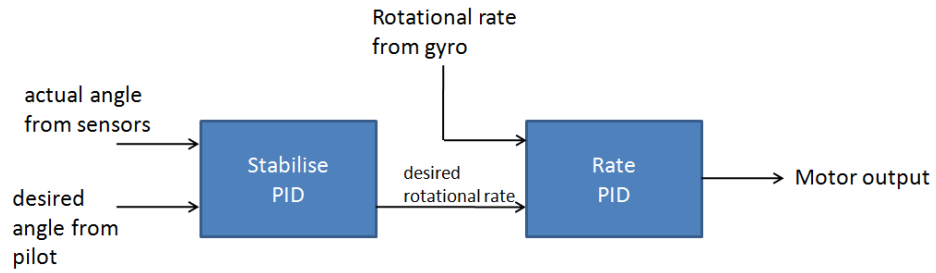 Rotational rate
from gyro
actual angle
from sensors
Stabilise
PID
desired
rotational rate
Rate
PID
Motor output
desired
angle from
pilot